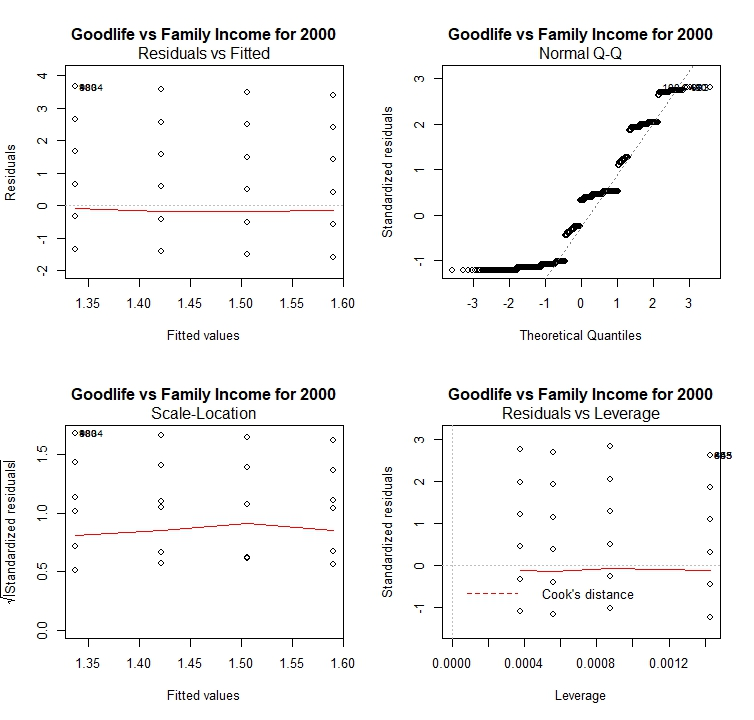 Goodlife vs Family Income for 2000
Residuals vs Fitted
Residuals
4
3
2
1
0
-1
-2
1.35 1.40 1.45 1.50 1.55 1.60
Fitted values
Goodlife vs Family Income for 2000
Normal Q-Q
Standardized residuals
3
2
1
0
-1
-3 -2 -1 0 1 2 3
Theoretical Quantiles
Goodlife vs Family Income for 2000
Scale-Location
√|Standardized residuals|
1.5
1.0
0.5
0.0
1.35 1.40 1.45 1.50 1.55 1.60
Fitted values
Goodlife vs Family Income for 2000
Residuals vs Leverage
Standardized residuals
3
2
1
0
-1
Cook's distance
0.0000 0.0004 0.0008 0.0012
Leverage